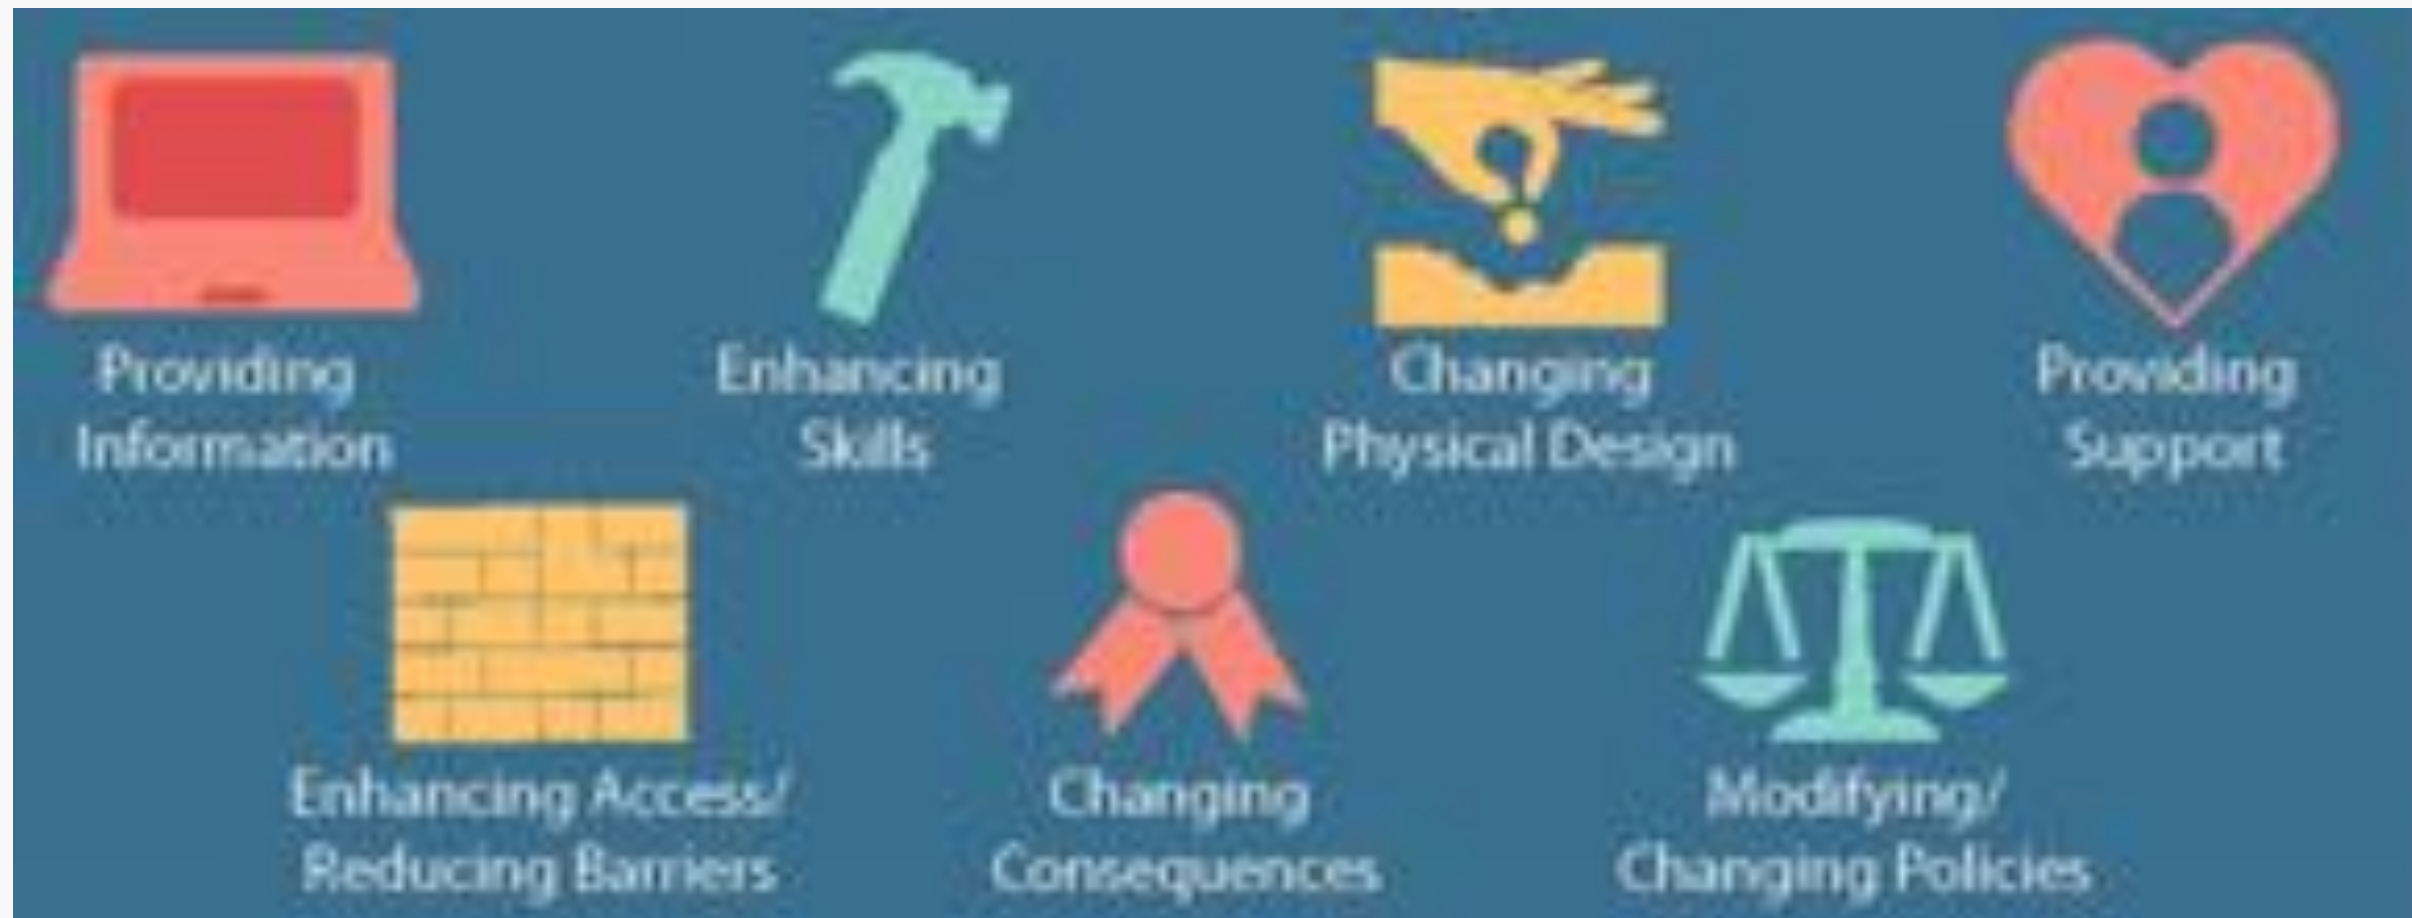 Providing
Information
Enhancing
Skills
Changing
Physical Design
Providing
Support
Enhancing Access/
Reducing Barriers
Changing
Consequences
Modifying/
Changing Policies